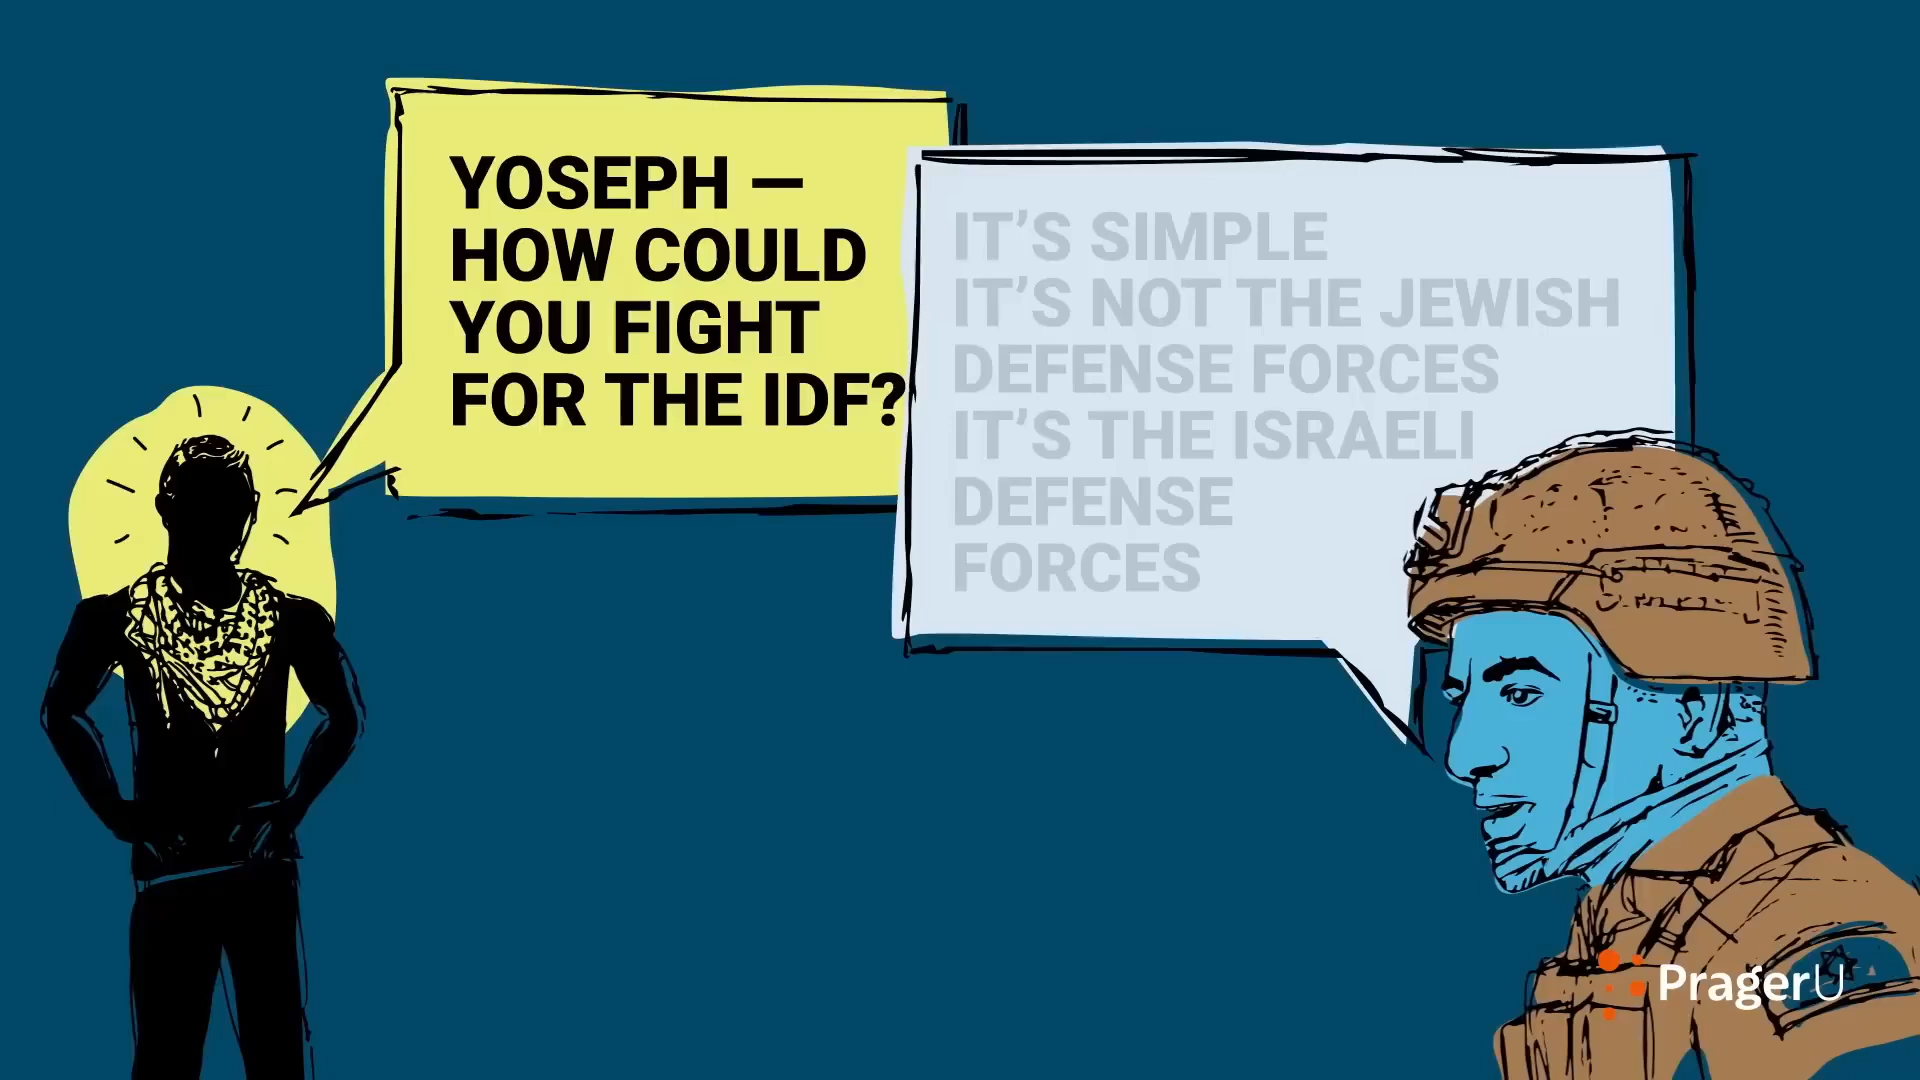 YOSEPH —
HOW COULD
YOU FIGHT
FOR THE IDF?
IT’S SIMPLE
IT’S NOT THE JEWISH
DEFENSE FORCES
IT’S THE ISRAELI
DEFENSE
FORCES
PragerU